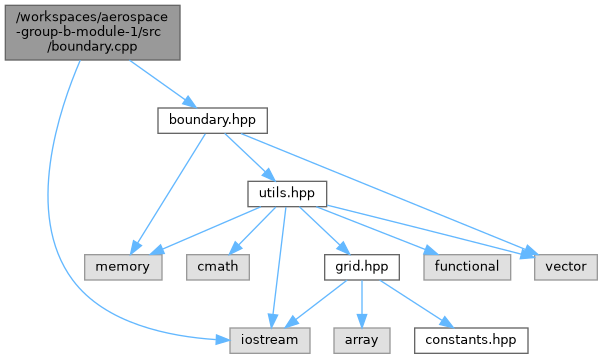 /workspaces/aerospace
-group-b-module-1/src
/boundary.cpp
boundary.hpp
utils.hpp
memory
cmath
grid.hpp
functional
vector
iostream
array
constants.hpp